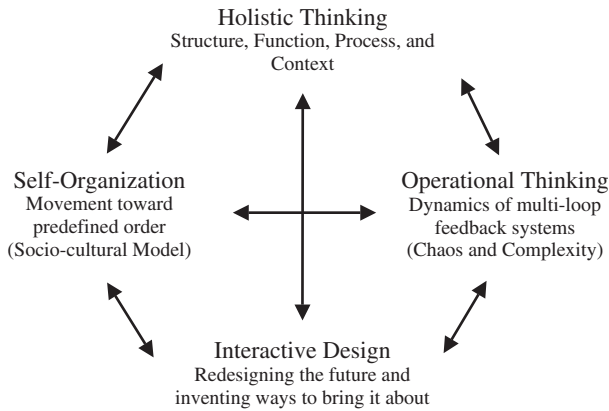 Holistic Thinking
Structure, Function, Process, and
Context
Self-Organization
Movement toward
predefined order
(Socio-cultural Model)
Operational Thinking
Dynamics of multi-loop
feedback systems
(Chaos and Complexity)
Interactive Design
Redesigning the future and
inventing ways to bring it about